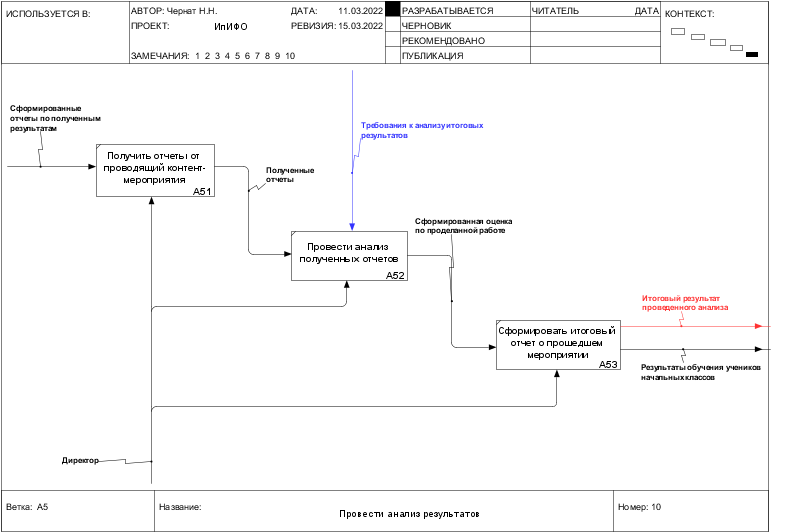 ИСПОЛЬЗУЕТСЯ В:
АВТОР: Чернат Н.Н.
ДАТА: 11.03.2022
ПРОЕКТ: ИпИФО
РЕВИЗИЯ: 15.03.2022
ЗАМЕЧАНИЯ: 1 2 3 4 5 6 7 8 9 10
РАЗРАБАТЫВАЕТСЯ
ЧЕРНОВИК
РЕКОМЕНДОВАНО
ПУБЛИКАЦИЯ
ЧИТАТЕЛЬ ДАТА
КОНТЕКСТ:
Сформированные
отчеты по полученным
результатам
Получить отчеты от
проводящий контент-
мероприятия
A51
Полученные
отчеты
Требования к анализу итоговых
результатов
Провести анализ
полученных отчетов
A52
Сформированная оценка
по проделанной работе
Сформировать итоговый
отчет о прошедшем
мероприятии
A53
Итоговый результат
проведенного анализа
Результаты обучения учеников
начальных классов
Директор
Ветка: A5
Название:
Провести анализ результатов
Номер: 10